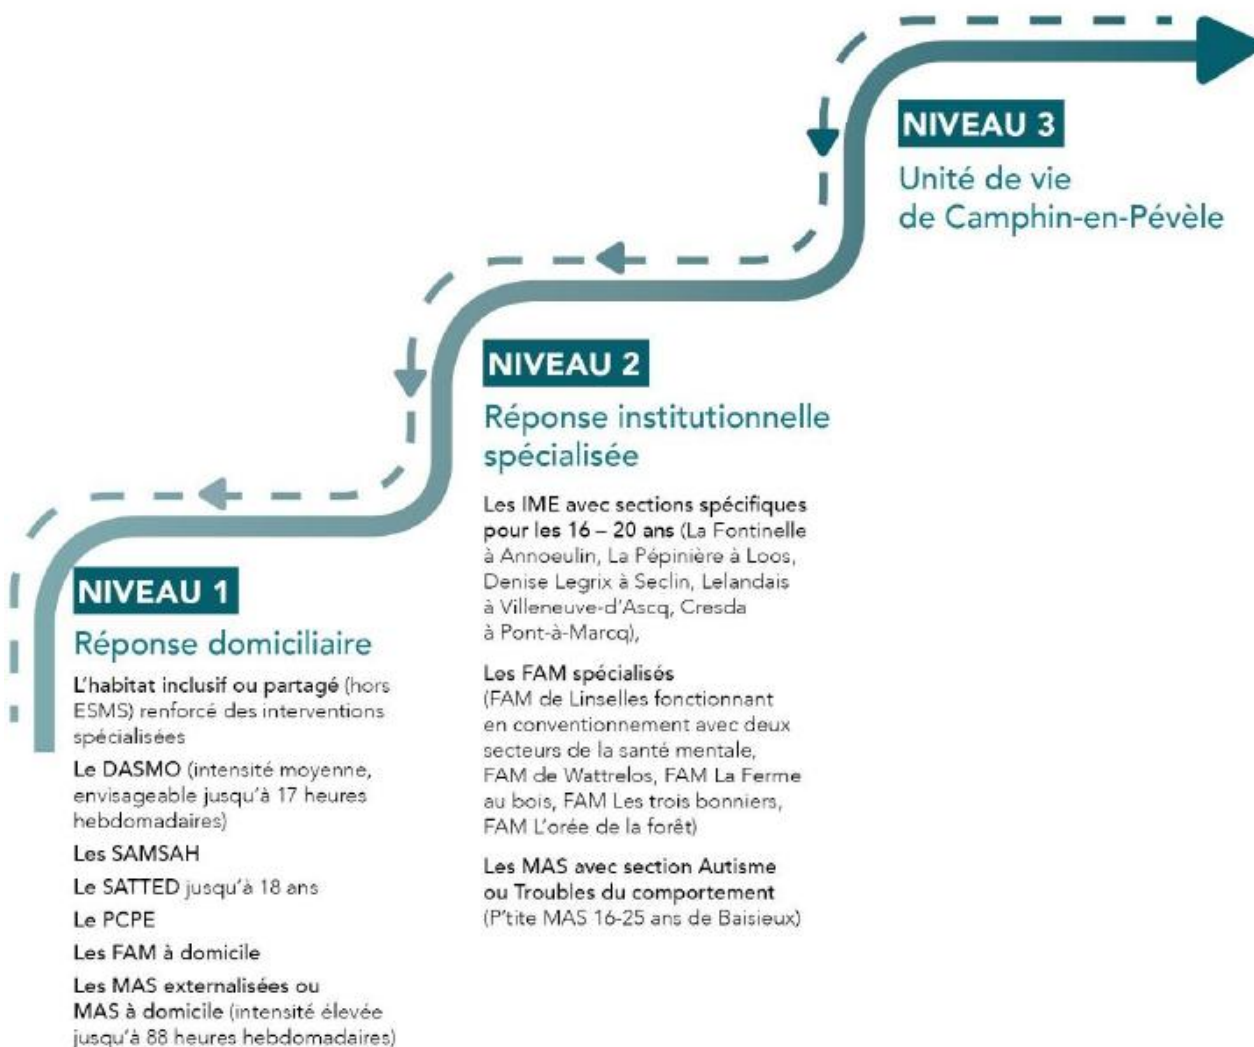 NIVEAU 3
Unité de vie
de Camphin-en-Pévèle
NIVEAU 2
Réponse institutionnelle
spécialisée
Les IME avec sections spécifiques
pour les 16 – 20 ans (La Fontinelle
à Annoeulin, La Pépinière à Loos,
Denise Legrix à Seclin, Lelandais
à Villeneuve-d'Ascq, Cresda
à Pont-à-Marcq),
Les FAM spécialisés
(FAM de Linselles fonctionnant
en conventionnement avec deux
secteurs de la santé mentale,
FAM de Wattrelos, FAM La Ferme
au bois, FAM Les trois bonniers,
FAM L'orée de la forêt)
Les MAS avec section Autisme
ou Troubles du comportement
(P'tite MAS 16-25 ans de Baisieux)
NIVEAU 1
Réponse domiciliaire
L'habitat inclusif ou partagé (hors
ESMS) renforcé des interventions
spécialisées
Le DASMO (intensité moyenne,
envisageable jusqu'à 17 heures
hebdomadaires)
Les SAMSAH
Le SATTED jusqu'à 18 ans
Le PCPE
Les FAM à domicile
Les MAS externalisées ou
MAS à domicile (intensité élevée
jusqu'à 88 heures hebdomadaires)